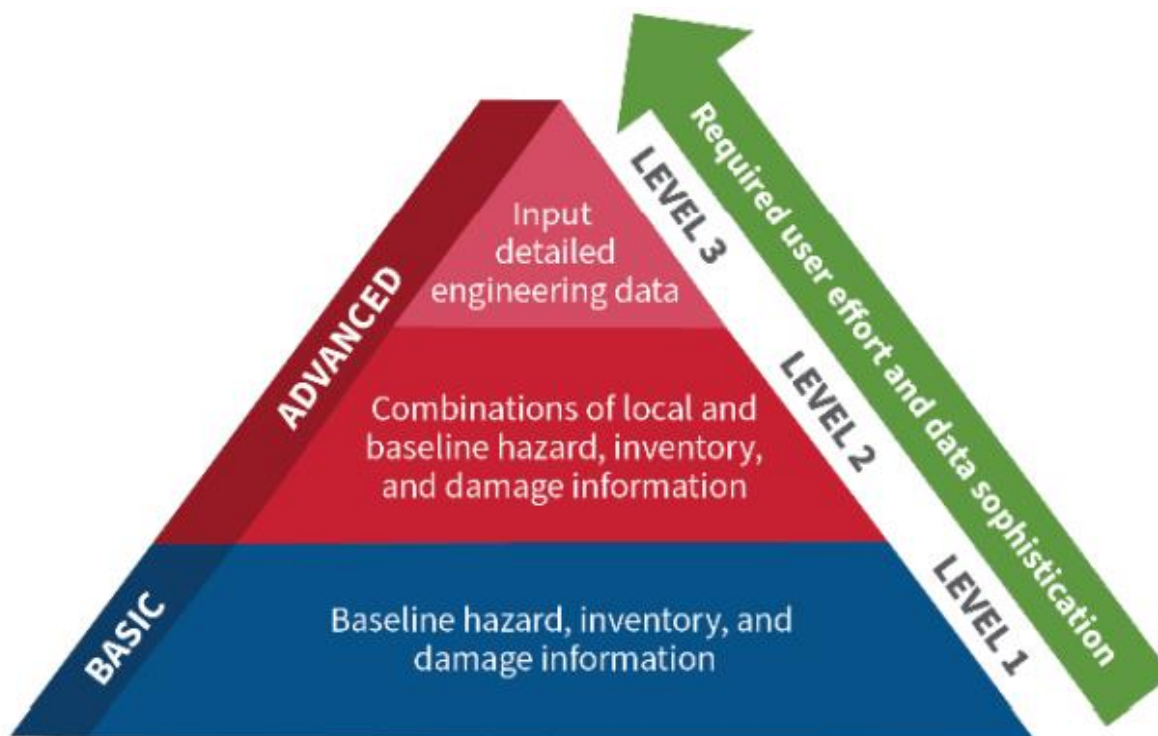 Input
detailed
engineering data
Combinations of local and
baseline hazard, inventory,
and damage information
Baseline hazard, inventory, and
damage information
ADVANCED
BASIC
LEVEL 3
LEVEL 2
LEVEL 1
Required user effort and data sophistication